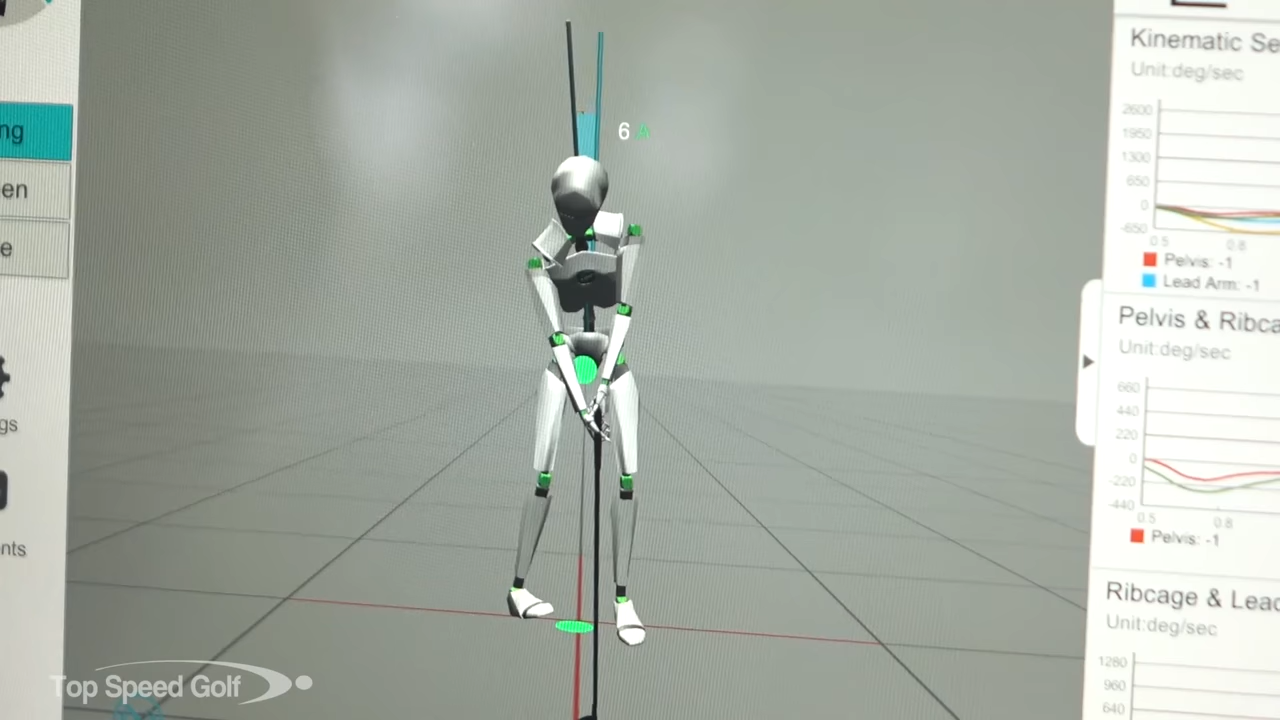 ng
en
e
gs
nts
6
Kinematic Se
Unit:deg/sec
2600
1950
1300
650
0
-650
0.5 0.8
Pelvis: -1
Lead Arm: -1
Pelvis & Ribca
Unit:deg/sec
660
440
220
0
-220
-440
0.5 0.8
Pelvis: -1
Ribcage & Lead
Unit:deg/sec
1280
960
640
Top Speed Golf